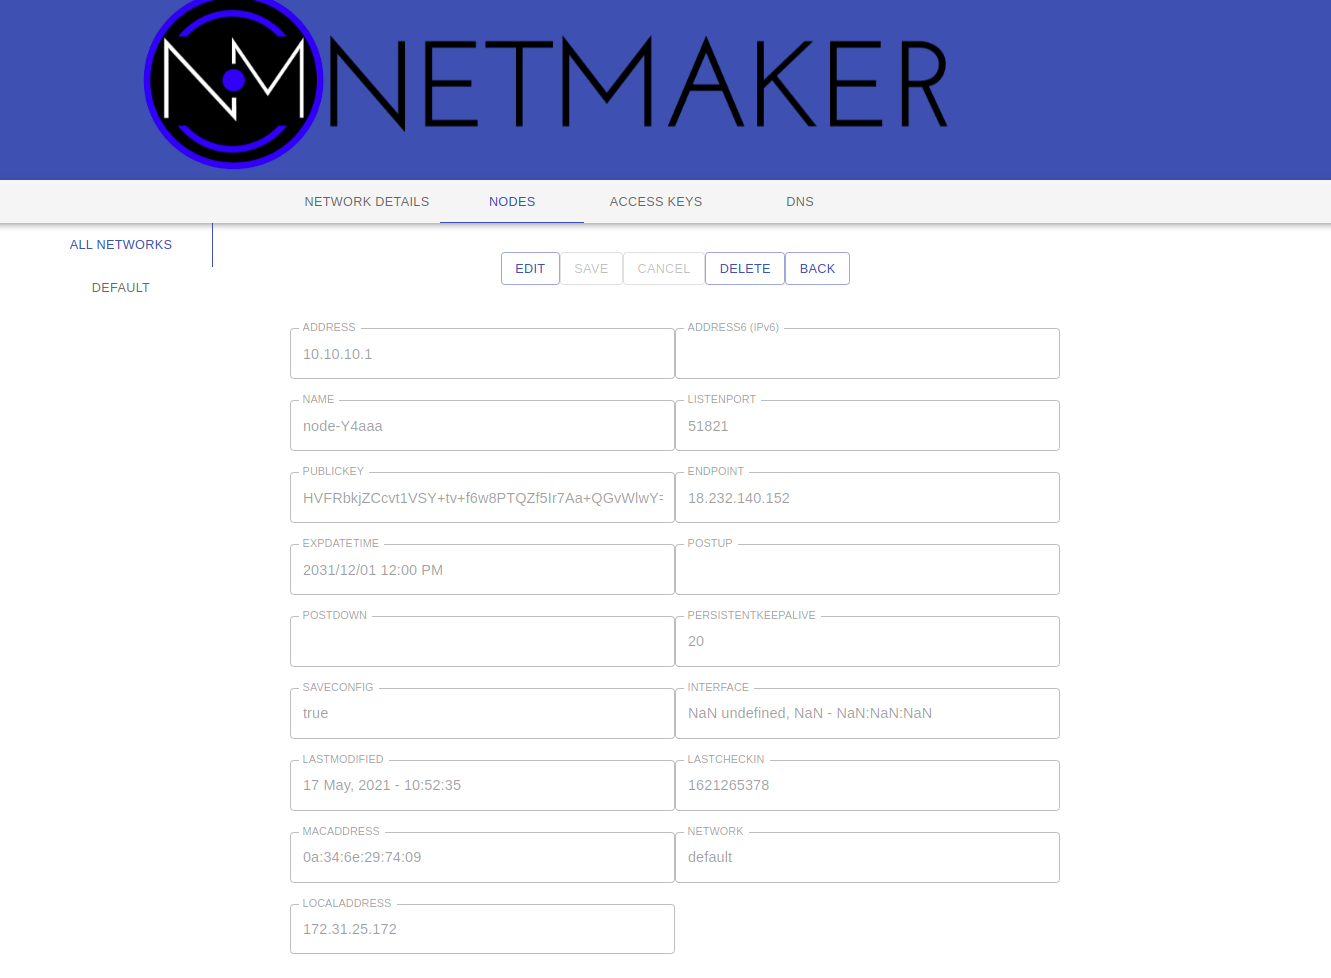 NM NETMAKER
NETWORK DETAILS NODES ACCESS KEYS DNS
ALL NETWORKS
DEFAULT
EDIT SAVE CANCEL DELETE BACK
ADDRESS ADDRESS6 (IPv6)
10.10.10.1
NAME LISTENPORT
node-Y4aaa 51821
PUBLICKEY ENDPOINT
HVFRbkjZCcvt1VSY+tv+f6w8PTQZf5Ir7Aa+QGvWlwY= 18.232.140.152
EXPDATETIME POSTUP
2031/12/01 12:00 PM
POSTDOWN PERSISTENTKEEPALIVE
20
SAVECONFIG INTERFACE
true NaN undefined, NaN - NaN:NaN:NaN
LASTMODIFIED LASTCHECKIN
17 May, 2021 - 10:52:35 1621265378
MACADDRESS NETWORK
0a:34:6e:29:74:09 default
LOCALADDRESS
172.31.25.172